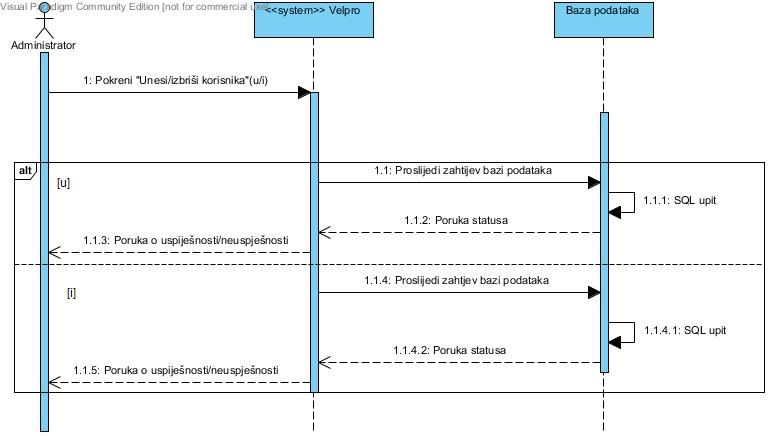 Visual Paradigm Community Edition [not for commercial use]
<<system>> Velpro
Baza podataka
Administrator
1: Pokreni "Unesi/izbriši korisnika"(u/i)
alt
[u]
1.1: Proslijedi zahtijev bazi podataka
1.1.1: SQL upit
1.1.2: Poruka statusa
1.1.3: Poruka o uspiješnosti/neuspješnosti
[i]
1.1.4: Proslijedi zahtjev bazi podataka
1.1.4.1: SQL upit
1.1.4.2: Poruka statusa
1.1.5: Poruka o uspiješnosti/neuspješnosti